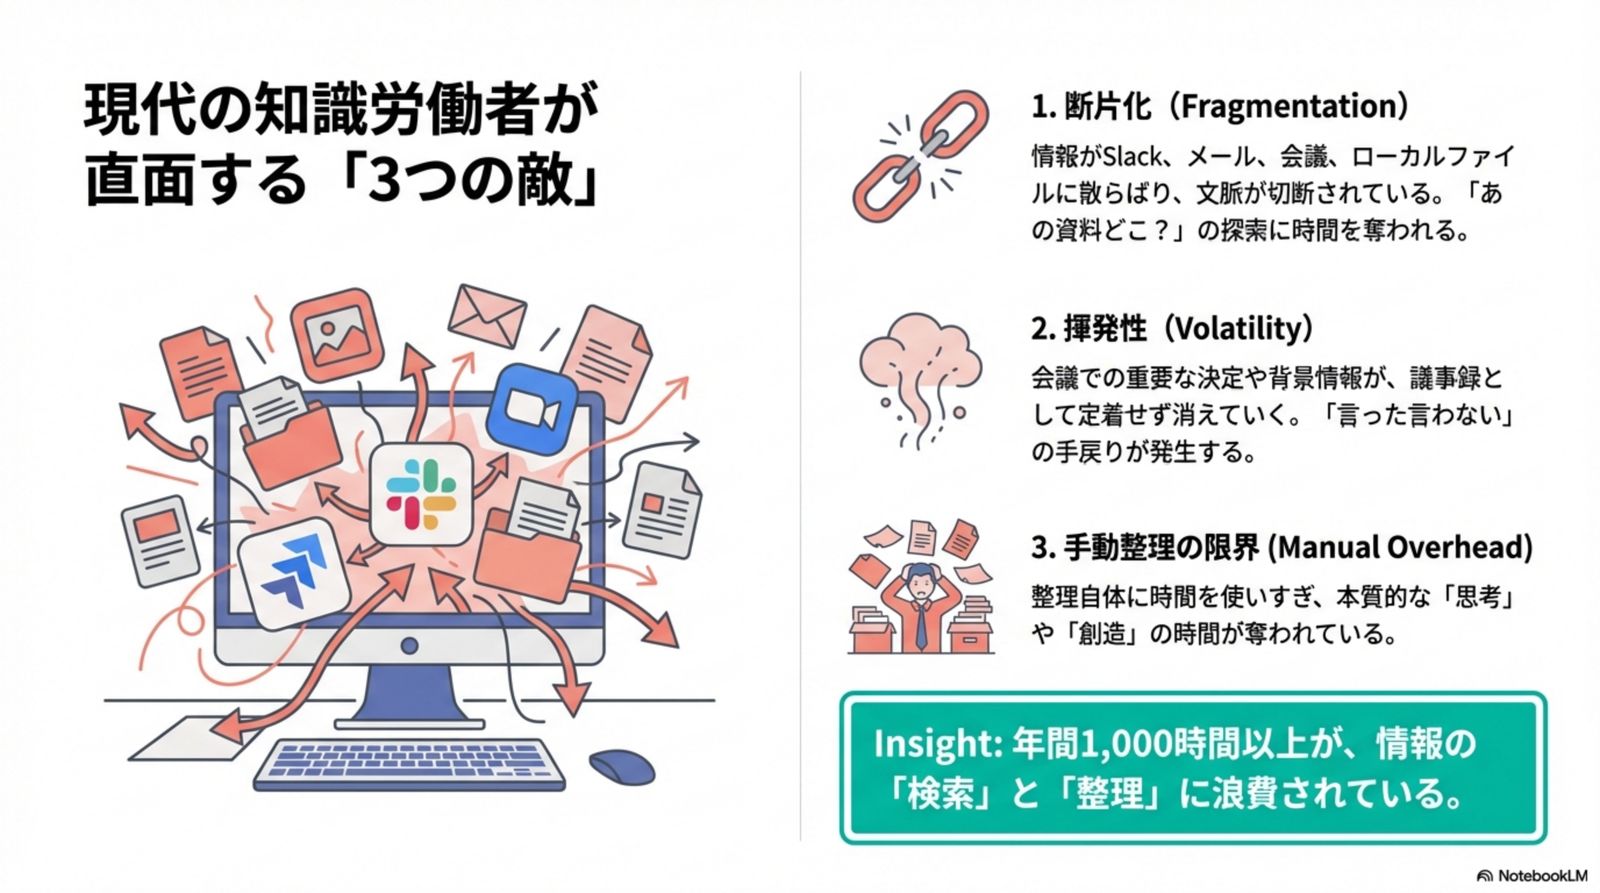 現代の知識労働者が
直面する「3つの敵」
1. 断片化（Fragmentation）
情報がSlack、メール、会議、ローカルファイ
ルに散らばり、文脈が切断されている。「あ
の資料どこ？」の探索に時間を奪われる。
2. 揮発性（Volatility）
会議での重要な決定や背景情報が、議事録と
して定着せず消えていく。「言った言わない」
の手戻りが発生する。
3. 手動整理の限界 (Manual Overhead)
整理自体に時間を使いすぎ、本質的な「思考」
や「創造」の時間が奪われている。
Insight: 年間1,000時間以上が、情報の
「検索」と「整理」に浪費されている。
NotebookLM